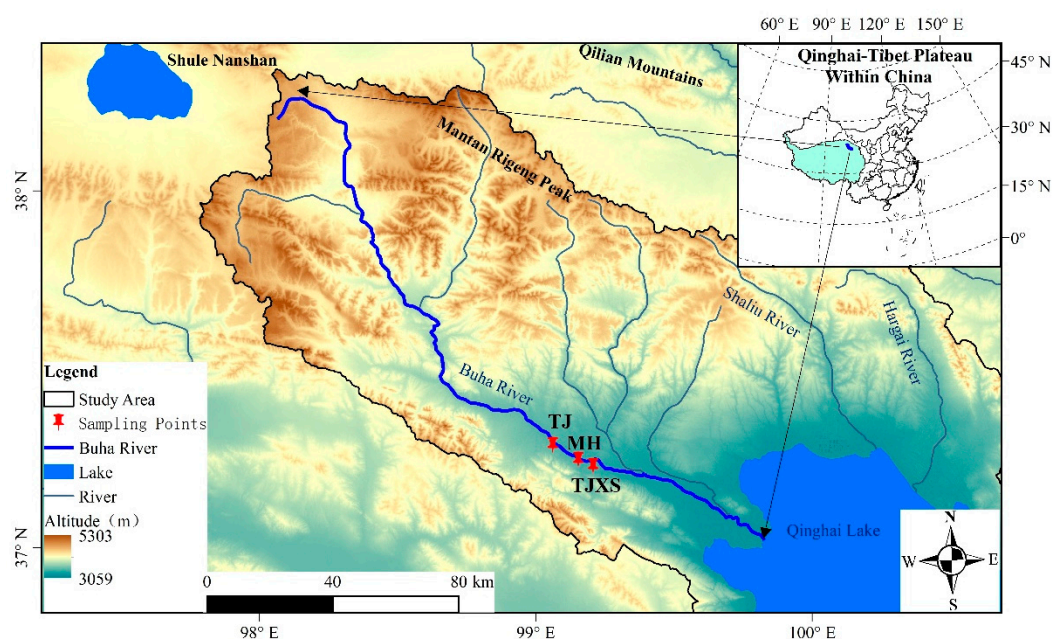 60° E 90° E 120° E 150° E
Shule Nanshan
Qilian Mountains
Qinghai-Tibet Plateau
Within China
45° N
30° N
15° N
0°
Mantan Rigeng Peak
38° N
Shaliu River
Hargai River
Legend
Study Area
Sampling Points
Buha River
Lake
River
Altitude（m）
5303
3059
Buha River
TJ
MH
TJXS
Qinghai Lake
N
W E
S
37° N
0 40 80 km
98° E 99° E 100° E